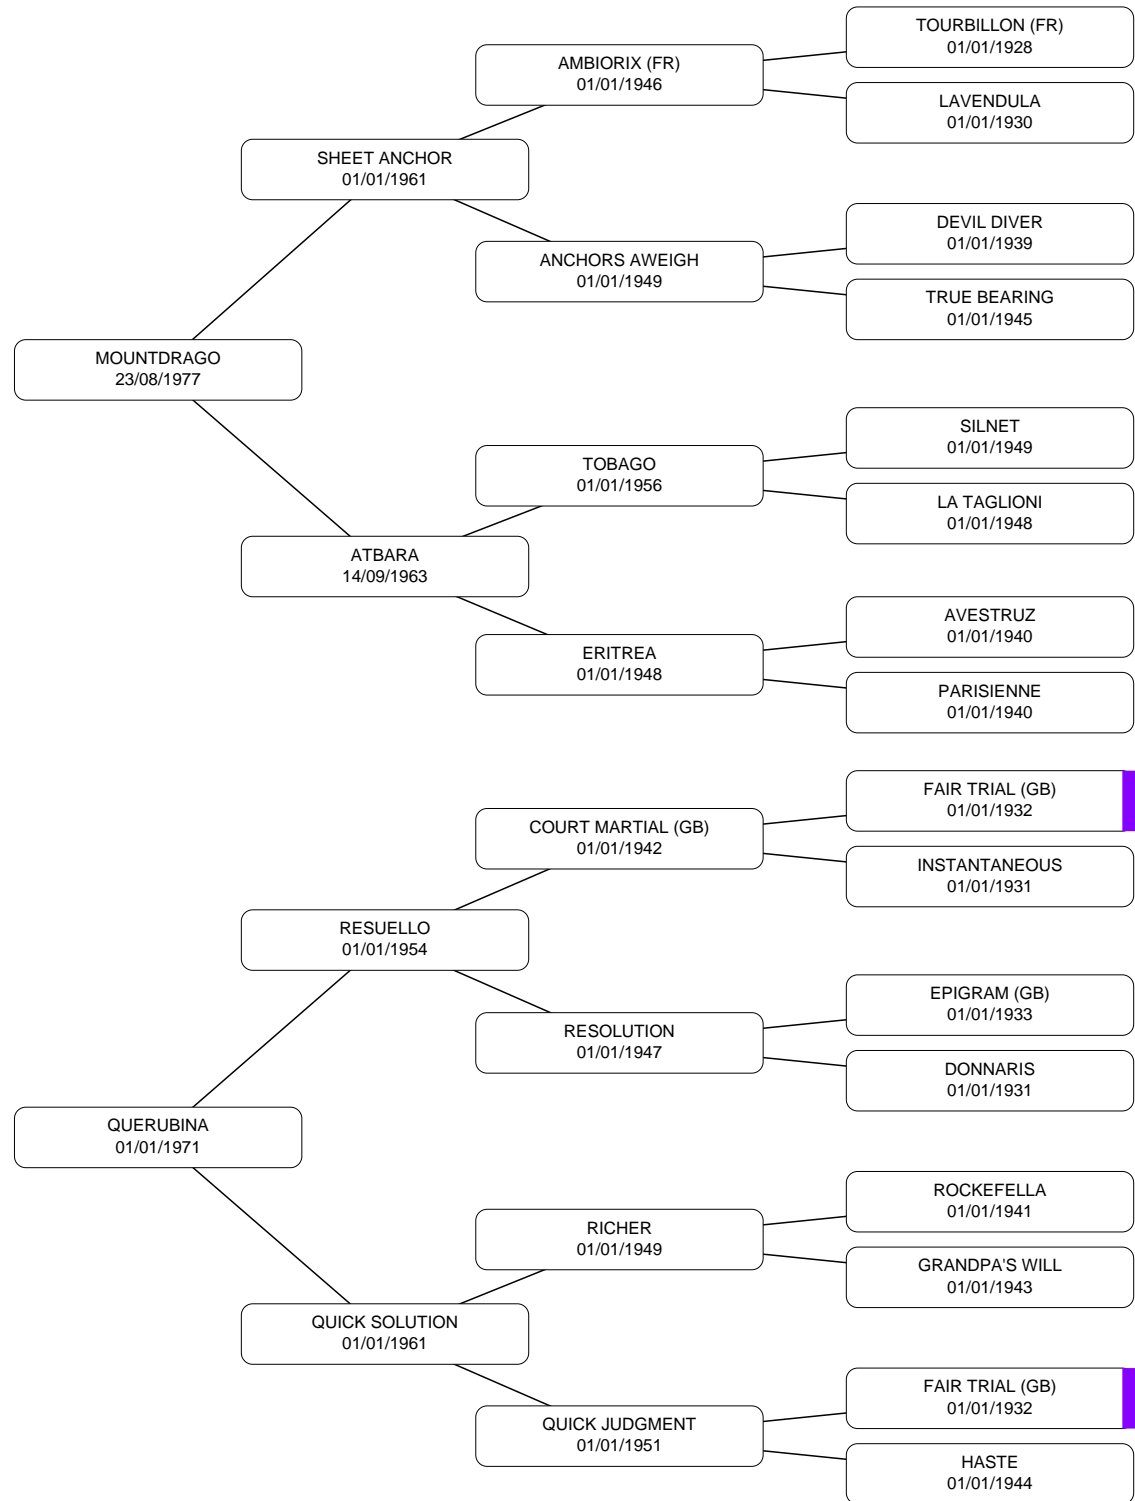 TOURBILLON (FR)
01/01/1928
AMBIORIX (FR)
01/01/1946
LAVENDULA
01/01/1930
SHEET ANCHOR
01/01/1961
DEVIL DIVER
01/01/1939
ANCHORS AWEIGH
01/01/1949
TRUE BEARING
01/01/1945
MOUNTDRAGO
23/08/1977
SILNET
01/01/1949
TOBAGO
01/01/1956
LA TAGLIONI
01/01/1948
ATBARA
14/09/1963
AVESTRUZ
01/01/1940
ERITREA
01/01/1948
PARISIENNE
01/01/1940
FAIR TRIAL (GB)
01/01/1932
COURT MARTIAL (GB)
01/01/1942
INSTANTANEOUS
01/01/1931
RESUELLO
01/01/1954
EPIGRAM (GB)
01/01/1933
RESOLUTION
01/01/1947
DONNARIS
01/01/1931
QUERUBINA
01/01/1971
ROCKEFELLA
01/01/1941
RICHER
01/01/1949
GRANDPA'S WILL
01/01/1943
QUICK SOLUTION
01/01/1961
FAIR TRIAL (GB)
01/01/1932
QUICK JUDGMENT
01/01/1951
HASTE
01/01/1944